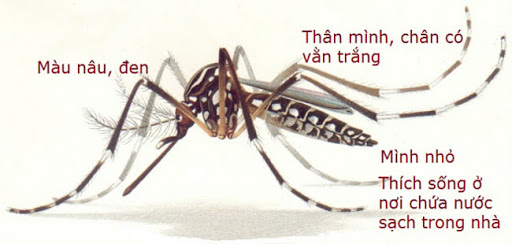 Thân mình, chân có
vằn trắng
Màu nâu, đen
Mình nhỏ
Thích sống ở
nơi chứa nước
sạch trong nhà